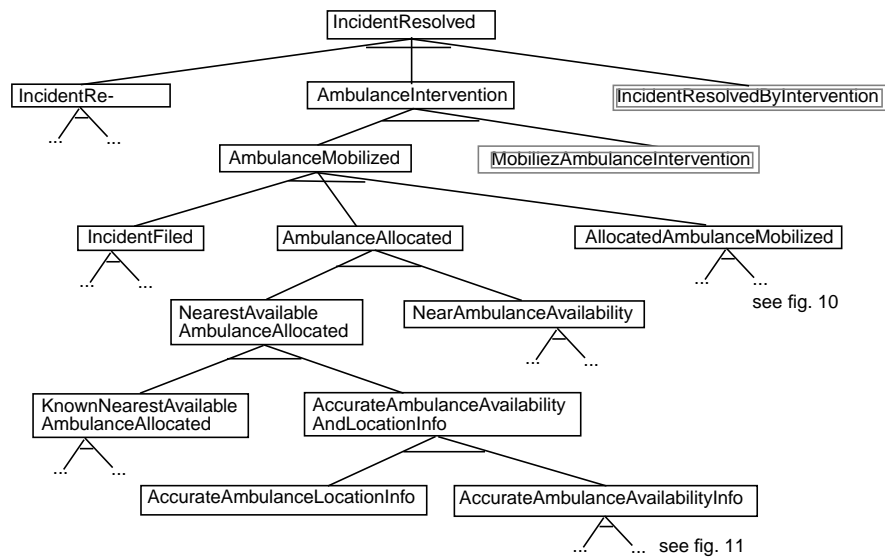 IncidentResolved
IncidentRe-
AmbulanceIntervention
IncidentResolvedByIntervention
... ...
AmbulanceMobilized
MobiliezAmbulanceIntervention
IncidentFiled
AmbulanceAllocated
AllocatedAmbulanceMobilized
... ...
... ...
see fig. 10
NearestAvailable
AmbulanceAllocated
NearAmbulanceAvailability
... ...
KnownNearestAvailable
AmbulanceAllocated
AccurateAmbulanceAvailability
AndLocationInfo
... ...
AccurateAmbulanceLocationInfo
AccurateAmbulanceAvailabilityInfo
... ...
see fig. 11